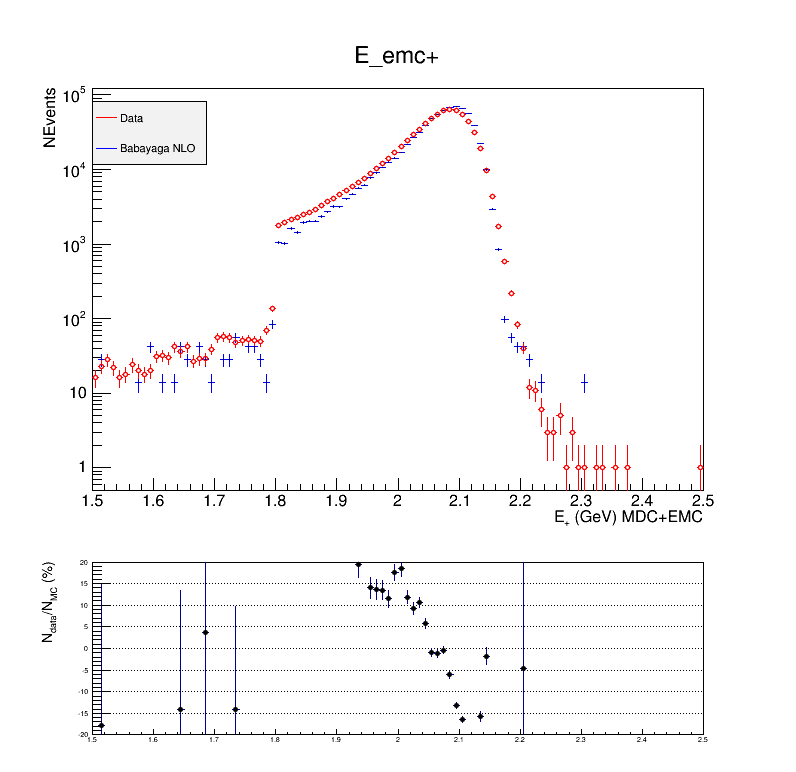 E_emc+
NEvents
10^5
10^4
10^3
10^2
10
1
Data
Babayaga NLO
1.5 1.6 1.7 1.8 1.9 2 2.1 2.2 2.3 2.4 2.5
E_+ (GeV) MDC+EMC
N_data/N_MC (%)
20
15
10
5
0
-5
-10
-15
-20
1.5 1.6 1.7 1.8 1.9 2 2.1 2.2 2.3 2.4 2.5